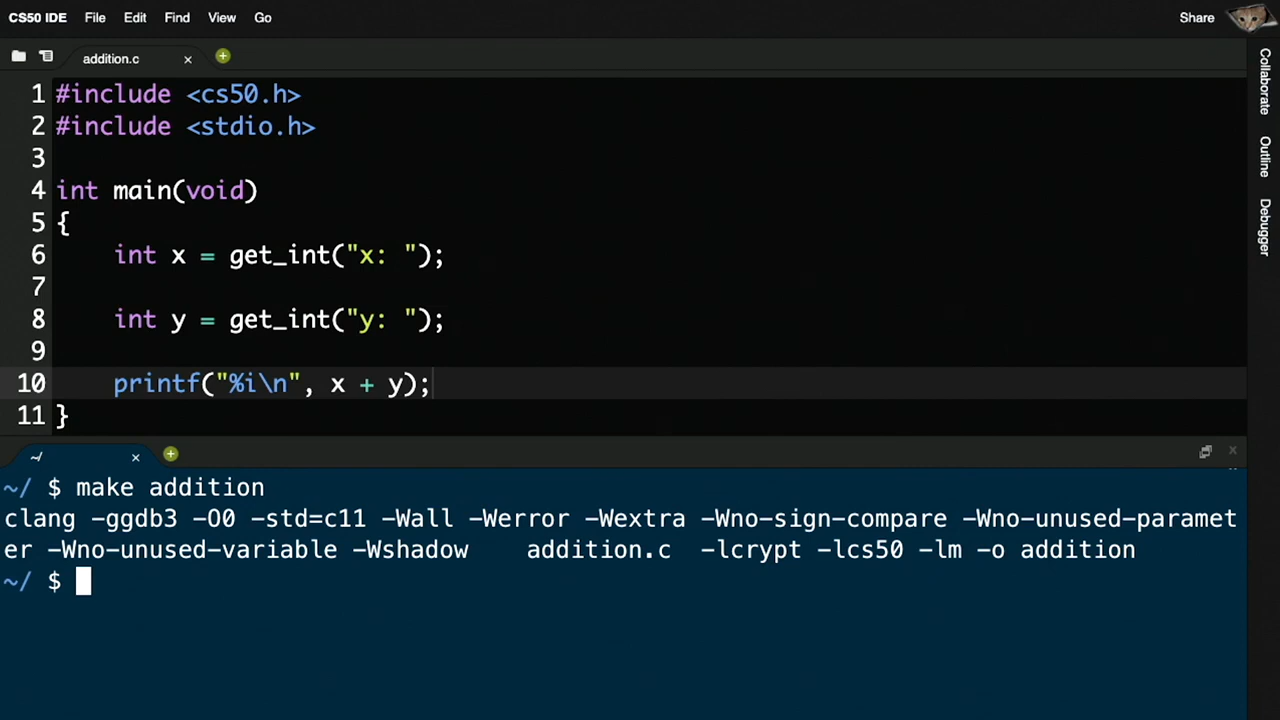 CS50 IDE File Edit Find View Go Share
addition.c
1 #include <cs50.h>
2 #include <stdio.h>
3
4 int main(void)
5 {
6     int x = get_int("x: ");
7
8     int y = get_int("y: ");
9
10     printf("%i\n", x + y);
11 }
Collaborate
Outline
Debugger
~/
~/ $ make addition
clang -ggdb3 -O0 -std=c11 -Wall -Werror -Wextra -Wno-sign-compare -Wno-unused-paramet
er -Wno-unused-variable -Wshadow    addition.c  -lcrypt -lcs50 -lm -o addition
~/ $